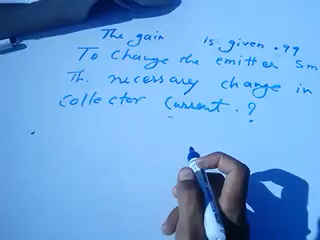 The gain is given .99
To change the emitter 5m
Th. necessary change in
collector current . ?